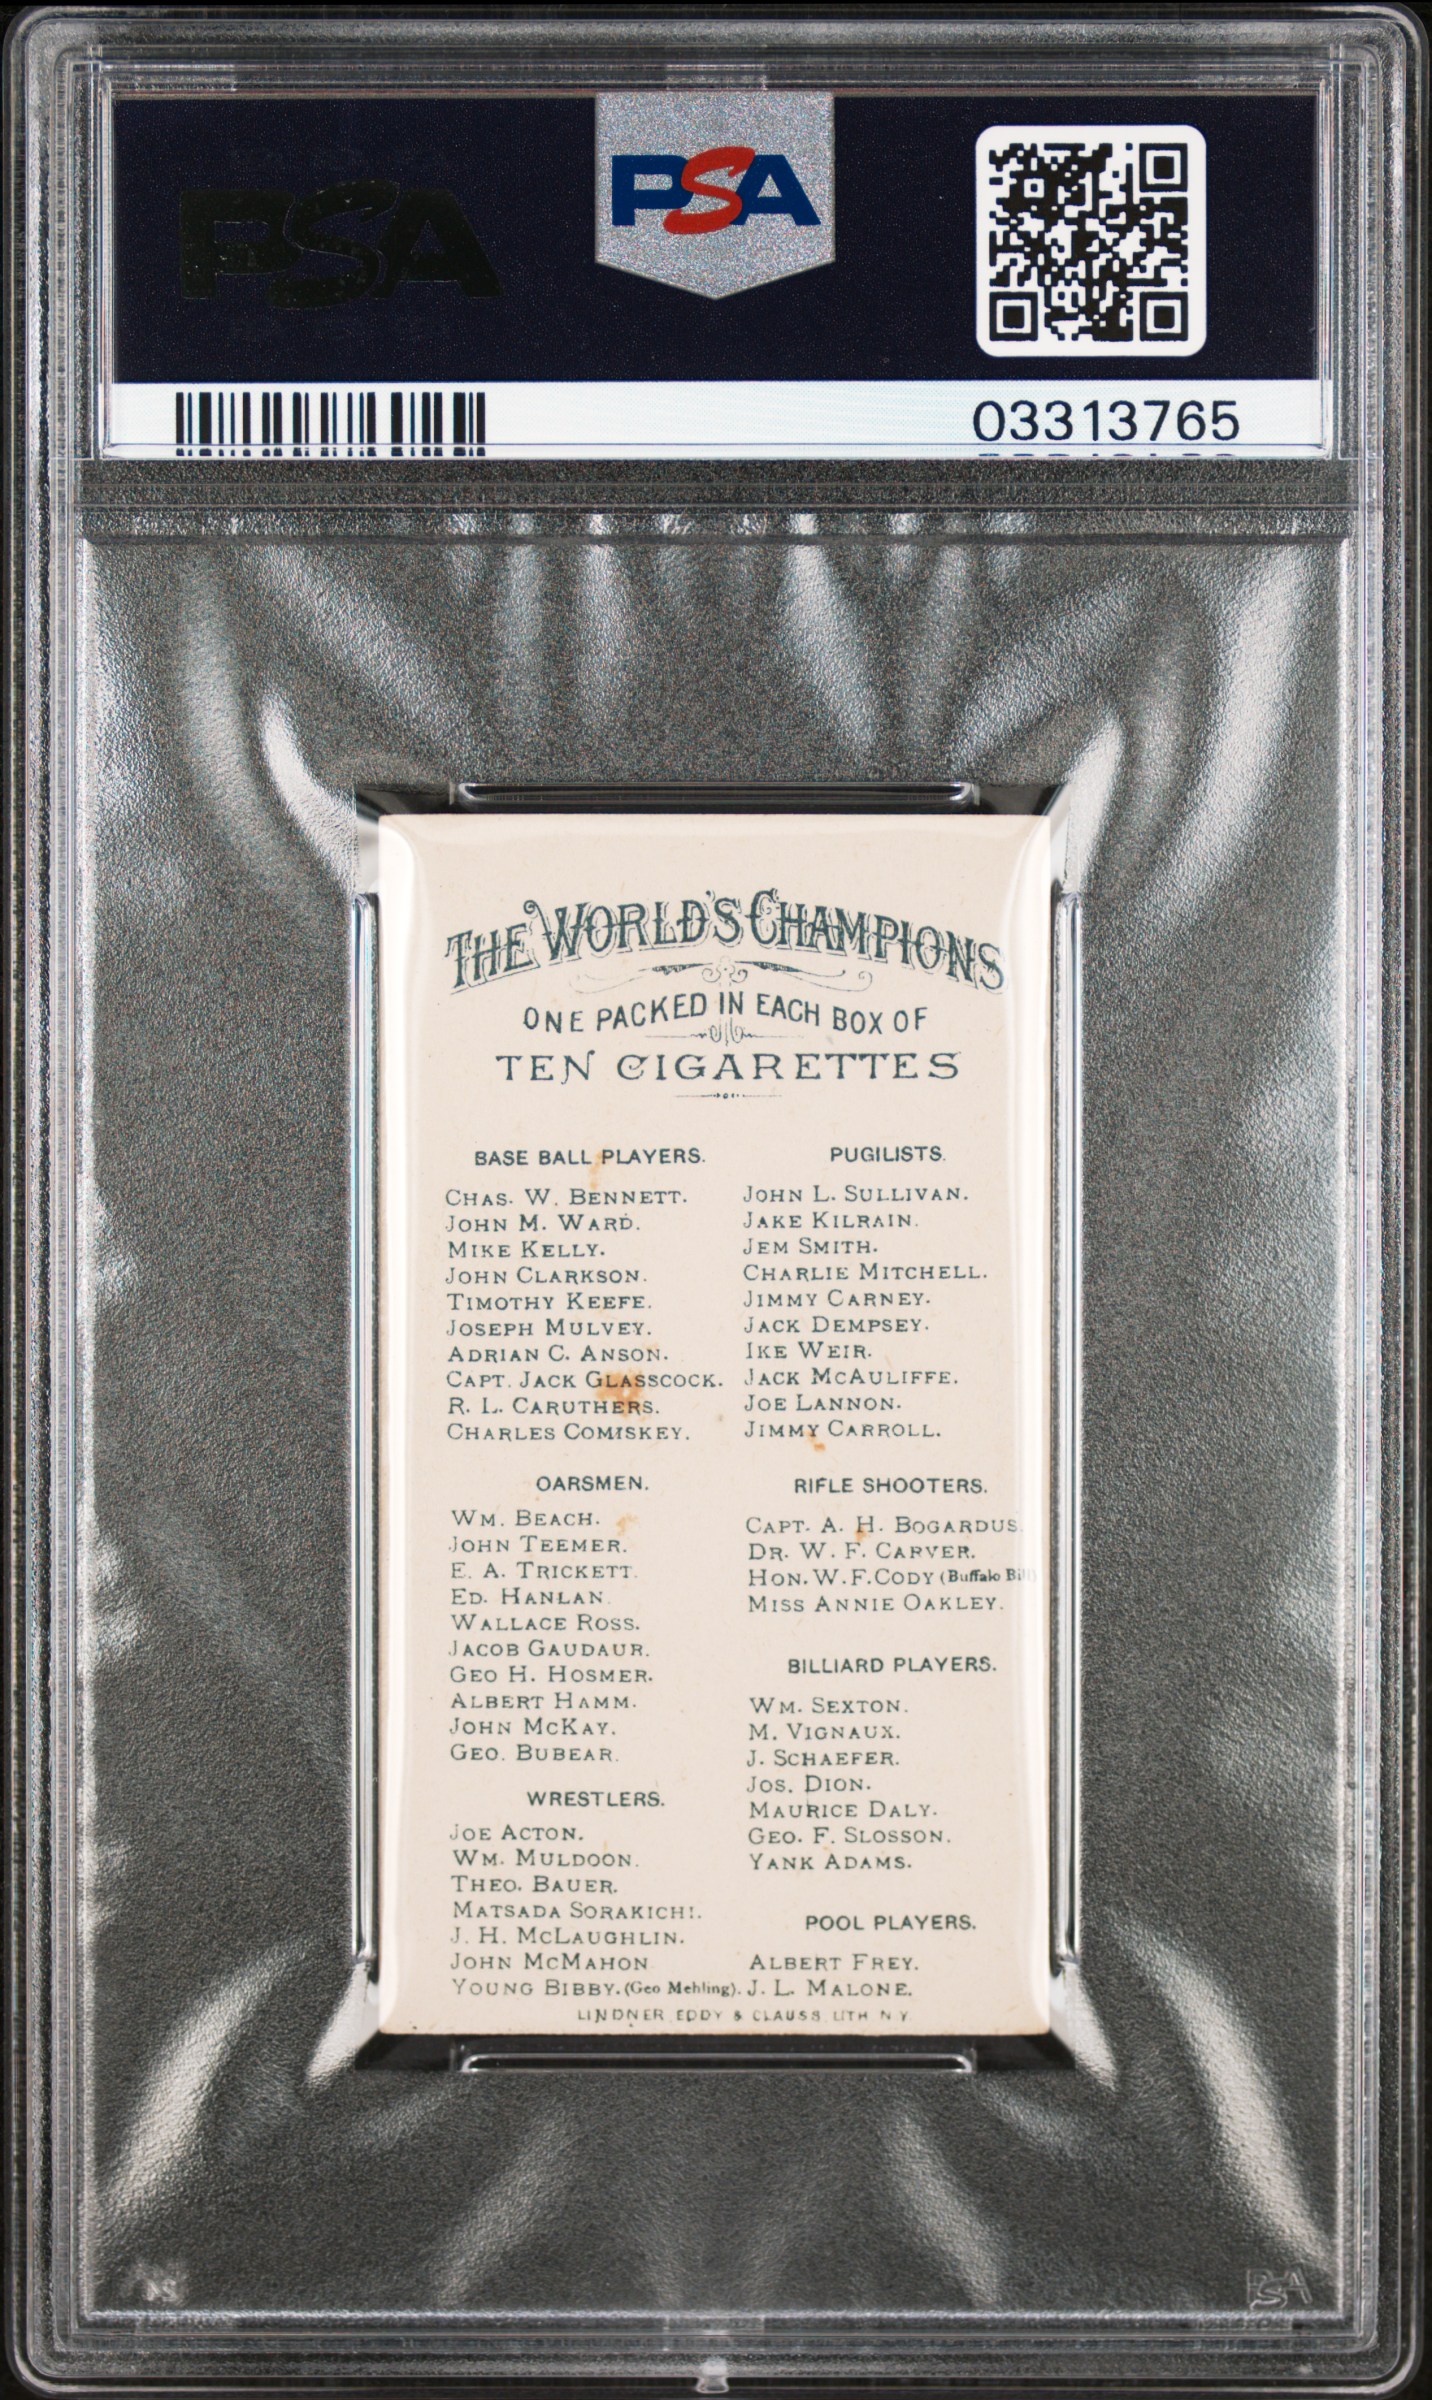 PSA
PSA
03313765
THE WORLD'S CHAMPIONS
ONE PACKED IN EACH BOX OF
TEN CIGARETTES
BASE BALL PLAYERS.
CHAS. W. BENNETT.
JOHN M. WARD.
MIKE KELLY.
JOHN CLARKSON.
TIMOTHY KEEFE.
JOSEPH MULVEY.
ADRIAN C. ANSON.
CAPT. JACK GLASSCOCK.
R. L. CARUTHERS.
CHARLES COMISKEY.
OARSMEN.
WM. BEACH.
JOHN TEEMER.
E. A. TRICKETT.
ED. HANLAN.
WALLACE ROSS.
JACOB GAUDAUR.
GEO H. HOSMER.
ALBERT HAMM.
JOHN MCKAY.
GEO. BUBEAR.
WRESTLERS.
JOE ACTON.
WM. MULDOON.
THEO. BAUER.
MATSADA SORAKICHI.
J. H. MCLAUGHLIN.
JOHN MCMAHON
YOUNG BIBBY. (Geo Mehling).
PUGILISTS.
JOHN L. SULLIVAN.
JAKE KILRAIN.
JEM SMITH.
CHARLIE MITCHELL.
JIMMY CARNEY.
JACK DEMPSEY.
IKE WEIR.
JACK MCAULIFFE.
JOE LANNON.
JIMMY CARROLL.
RIFLE SHOOTERS.
CAPT. A. H. BOGARDUS.
DR. W. F. CARVER.
HON. W. F. CODY (Buffalo Bill)
MISS ANNIE OAKLEY.
BILLIARD PLAYERS.
WM. SEXTON.
M. VIGNAUX.
J. SCHAEFER.
JOS. DION.
MAURICE DALY.
GEO. F. SLOSSON.
YANK ADAMS.
POOL PLAYERS.
ALBERT FREY.
J. L. MALONE.
LINDNER, EDDY & CLAUSS, LITH. N.Y.
PSA